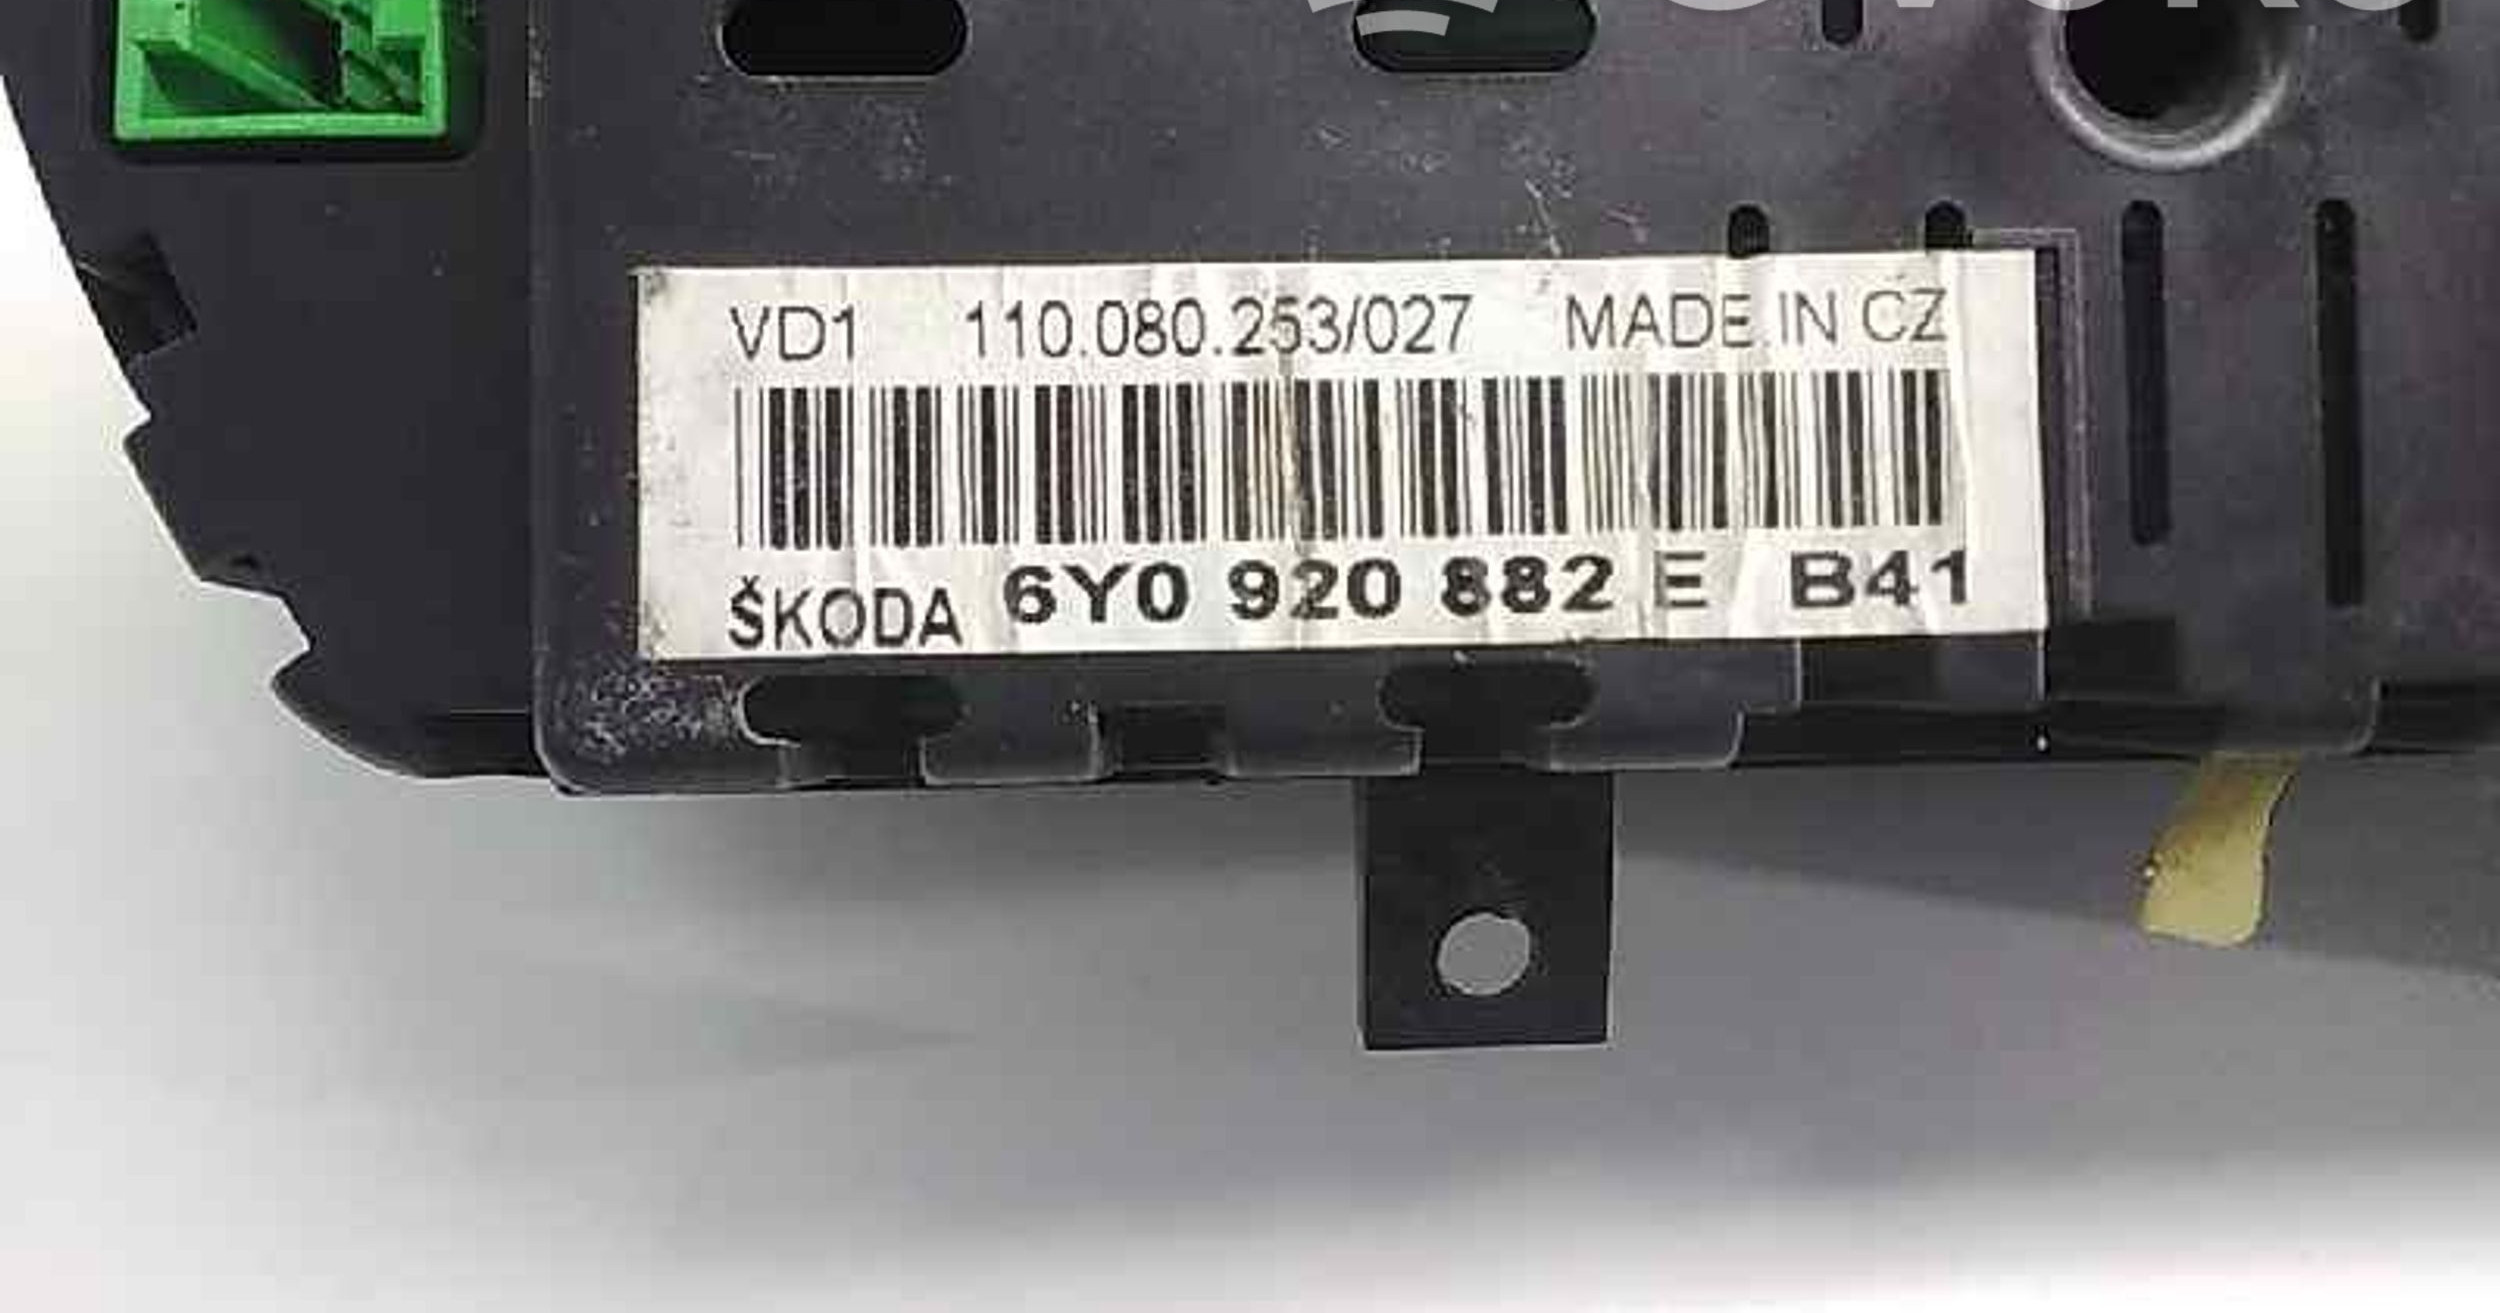 VD1 110.080.253/027 MADE IN CZ
ŠKODA 6Y0 920 882 E B41